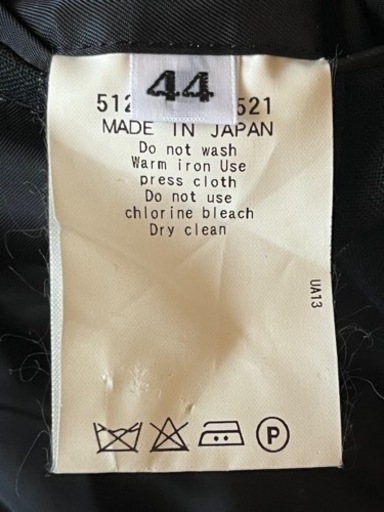 44
512 521
MADE IN JAPAN
Do not wash
Warm iron Use
press cloth
Do not use
chlorine bleach
Dry clean
UA13
P